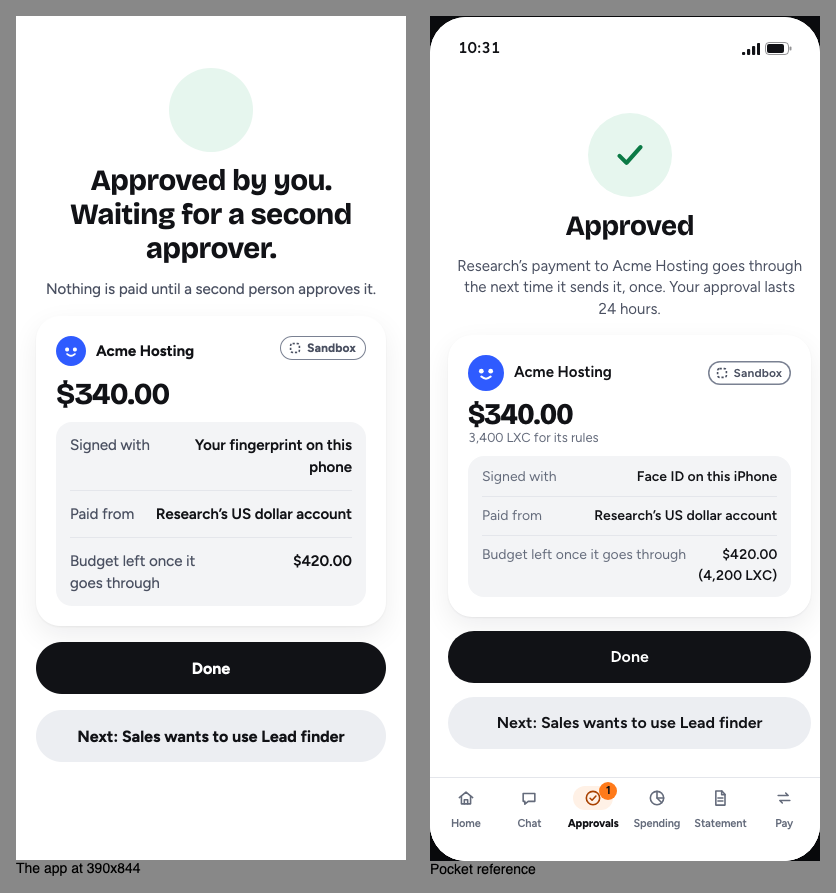 Approved by you.
Waiting for a second
approver.
Nothing is paid until a second person approves it.
Acme Hosting
Sandbox
$340.00
Signed with
Your fingerprint on this
phone
Paid from
Research's US dollar account
Budget left once it
goes through
$420.00
Done
Next: Sales wants to use Lead finder
The app at 390x844
10:31
Approved
Research's payment to Acme Hosting goes through
the next time it sends it, once. Your approval lasts
24 hours.
Acme Hosting
Sandbox
$340.00
3,400 LXC for its rules
Signed with
Face ID on this iPhone
Paid from
Research's US dollar account
Budget left once it goes through
$420.00
(4,200 LXC)
Done
Next: Sales wants to use Lead finder
1
Home
Chat
Approvals
Spending
Statement
Pay
Pocket reference